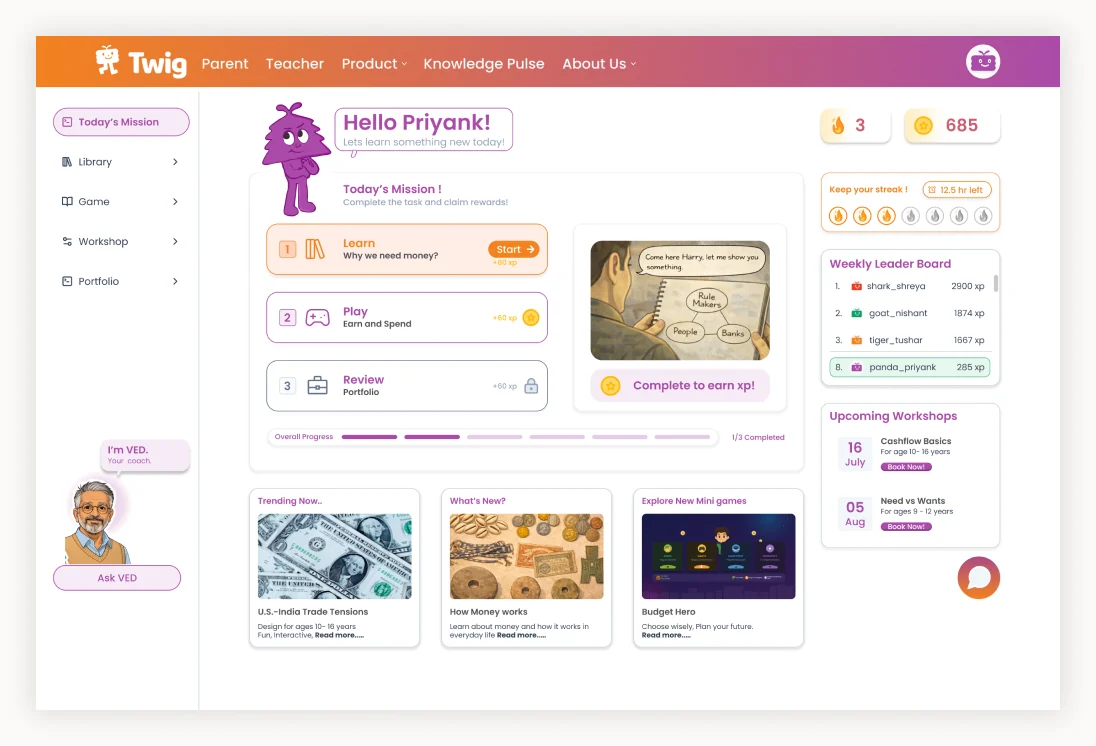 Twig
Parent
Teacher
Product
Knowledge Pulse
About Us
Today's Mission
Library
Game
Workshop
Portfolio
I'm VED.
Your coach.
Ask VED
Hello Priyank!
Lets learn something new today!
3
685
Today's Mission !
Complete the task and claim rewards!
1
Learn
Why we need money?
Start
+60 xp
2
Play
Earn and Spend
+60 xp
3
Review
Portfolio
+60 xp
Come here Harry, let me show you
something.
Rule
Makers
People
Banks
Complete to earn xp!
Overall Progress
1/3 Completed
Keep your streak !
12.5 hr left
Weekly Leader Board
1. shark_shreya 2900 xp
2. goat_nishant 1874 xp
3. tiger_tushar 1667 xp
8. panda_priyank 285 xp
Upcoming Workshops
16
July
Cashflow Basics
For age 10- 16 years
Book Now!
05
Aug
Need vs Wants
For ages 9 - 12 years
Book Now!
Trending Now..
U.S.-India Trade Tensions
Design for ages 10- 16 years
Fun, Interactive, Read more.....
What's New?
How Money works
Learn about money and how it works in
everyday life Read more.....
Explore New Mini games
Budget Hero
Choose wisely, Plan your future.
Read more.....